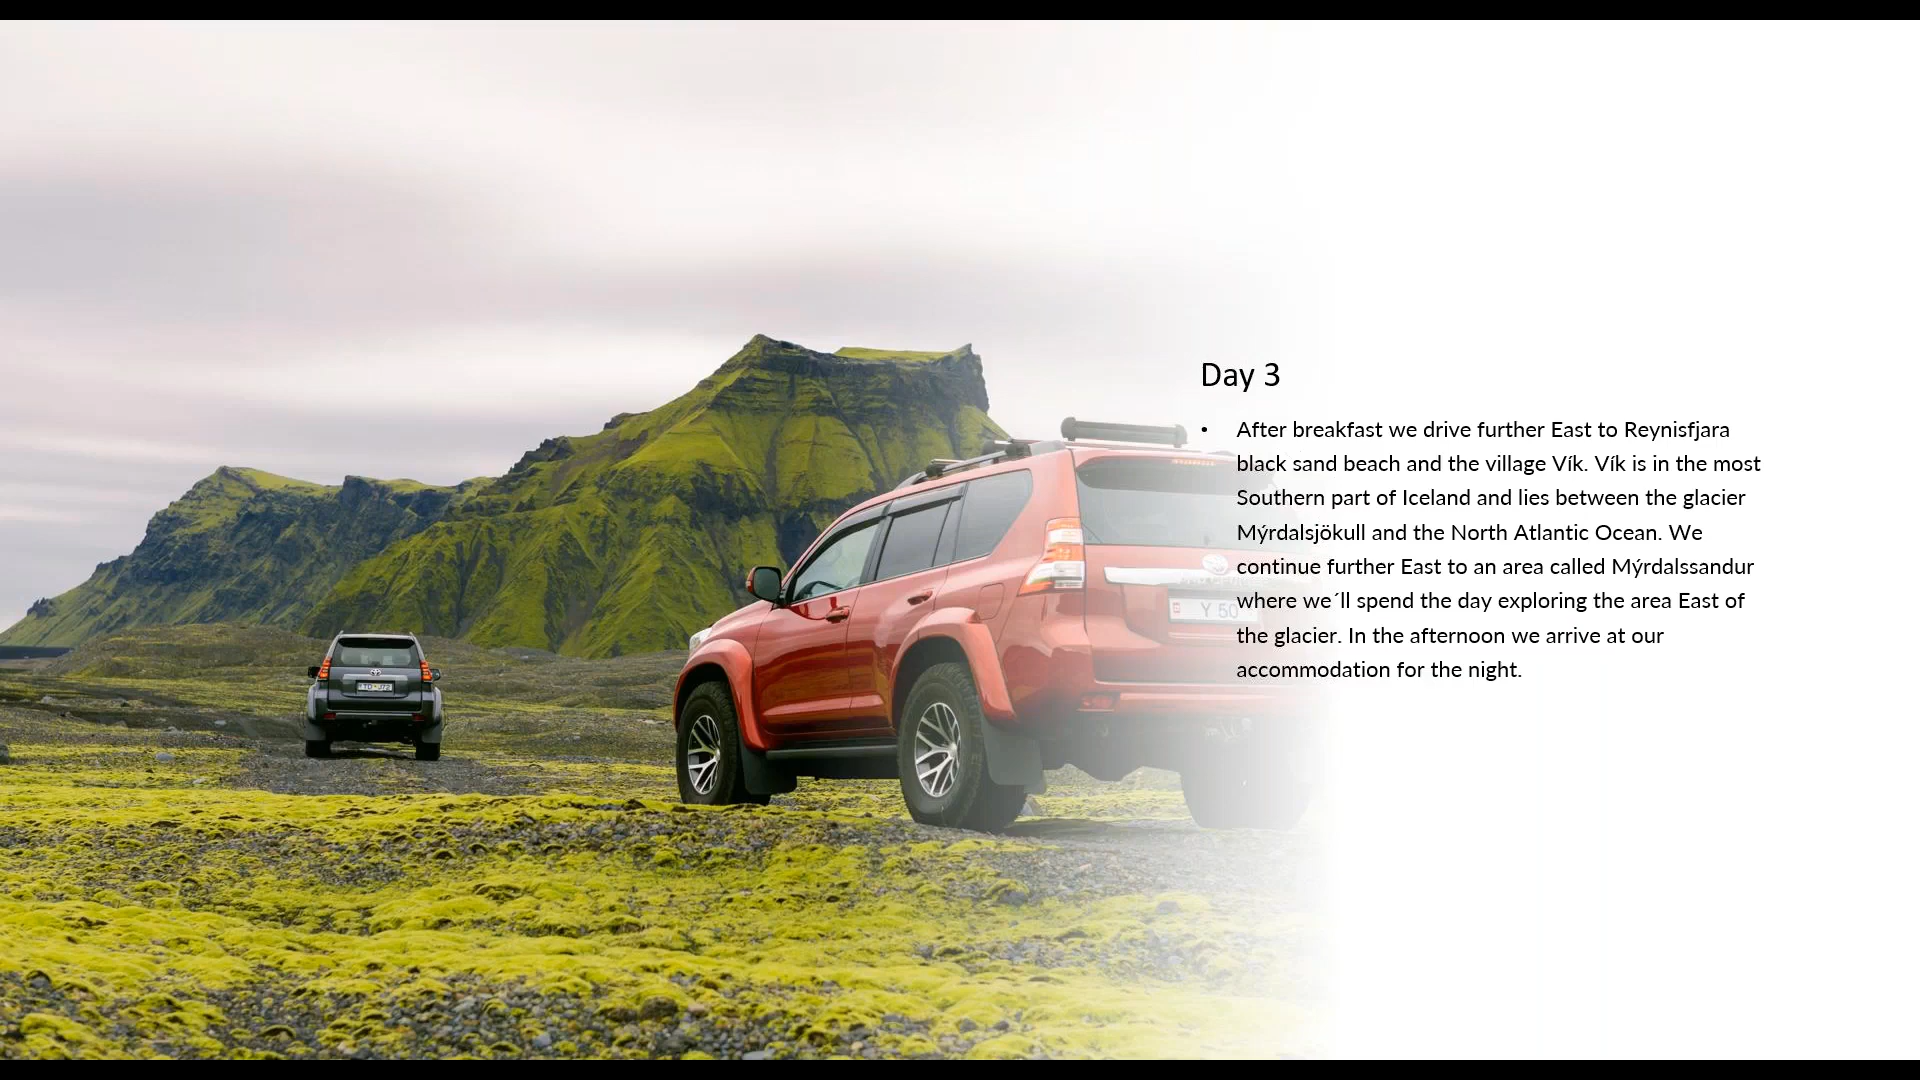 Day 3
• After breakfast we drive further East to Reynisfjara
black sand beach and the village Vík. Vík is in the most
Southern part of Iceland and lies between the glacier
Mýrdalsjökull and the North Atlantic Ocean. We
continue further East to an area called Mýrdalssandur
where we´ll spend the day exploring the area East of
the glacier. In the afternoon we arrive at our
accommodation for the night.
Y 50